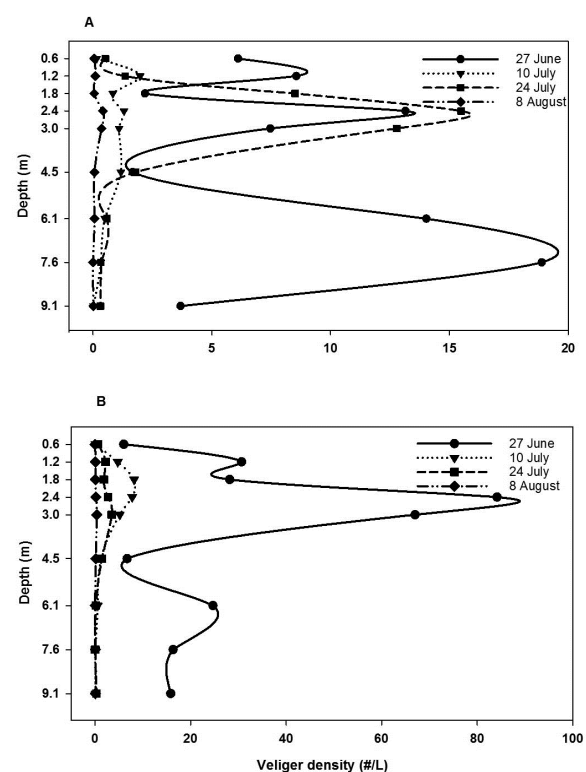 A
0.6
1.2
1.8
2.4
3.0
4.5
6.1
7.6
9.1
Depth (m)
27 June
10 July
24 July
8 August
0 5 10 15 20
B
0.6
1.2
1.8
2.4
3.0
4.5
6.1
7.6
9.1
Depth (m)
27 June
10 July
24 July
8 August
0 20 40 60 80 100
Veliger density (#/L)